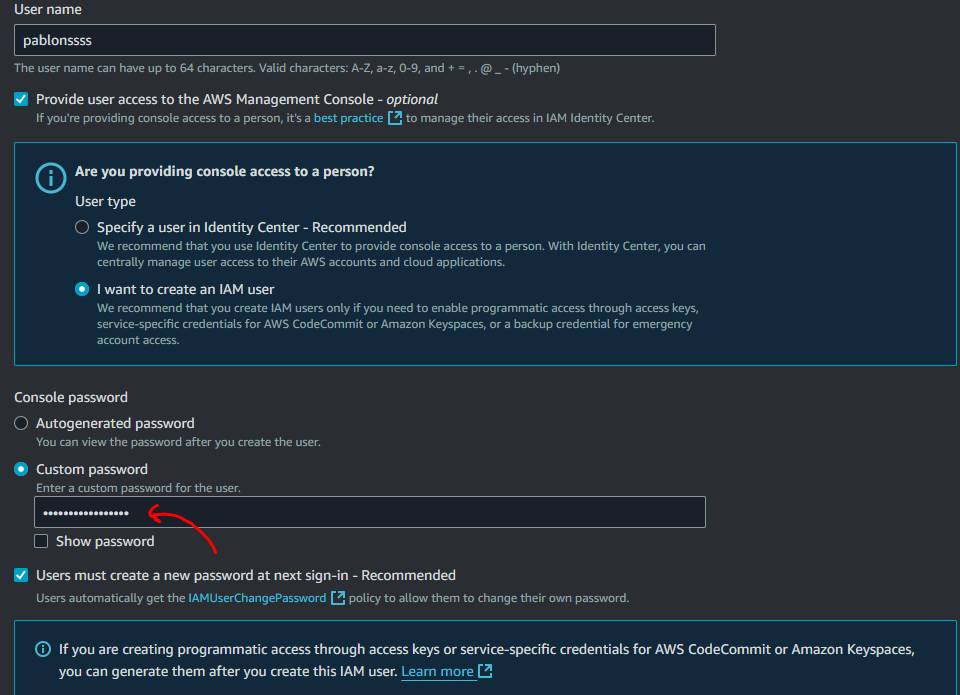 User name
pablonssss
The user name can have up to 64 characters. Valid characters: A-Z, a-z, 0-9, and + = , . @ _ - (hyphen)
Provide user access to the AWS Management Console - optional
If you're providing console access to a person, it's a best practice to manage their access in IAM Identity Center.
Are you providing console access to a person?
User type
Specify a user in Identity Center - Recommended
We recommend that you use Identity Center to provide console access to a person. With Identity Center, you can
centrally manage user access to their AWS accounts and cloud applications.
I want to create an IAM user
We recommend that you create IAM users only if you need to enable programmatic access through access keys,
service-specific credentials for AWS CodeCommit or Amazon Keyspaces, or a backup credential for emergency
account access.
Console password
Autogenerated password
You can view the password after you create the user.
Custom password
Enter a custom password for the user.
•••••••••••••••••
Show password
Users must create a new password at next sign-in - Recommended
Users automatically get the IAMUserChangePassword policy to allow them to change their own password.
If you are creating programmatic access through access keys or service-specific credentials for AWS CodeCommit or Amazon Keyspaces,
you can generate them after you create this IAM user. Learn more